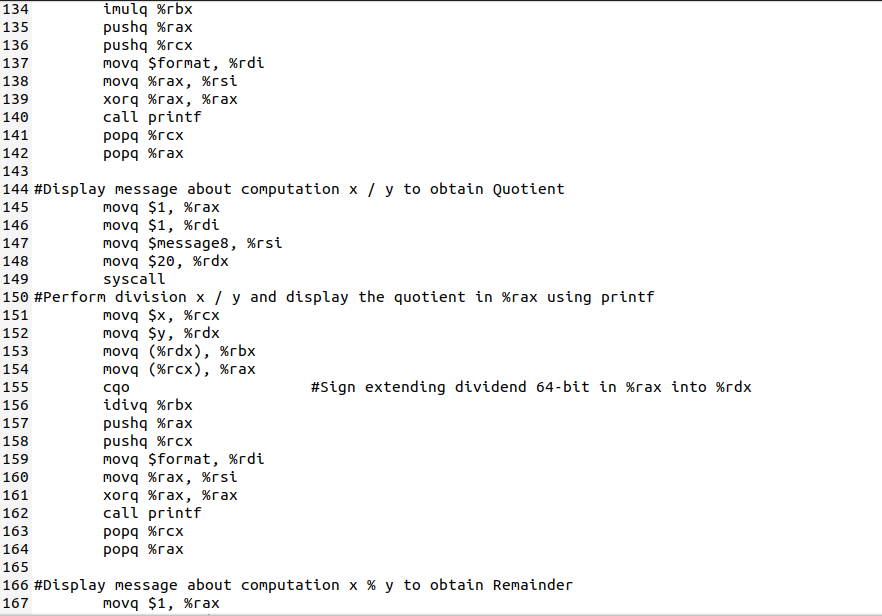 134 imulq %rbx
135 pushq %rax
136 pushq %rcx
137 movq $format, %rdi
138 movq %rax, %rsi
139 xorq %rax, %rax
140 call printf
141 popq %rcx
142 popq %rax
143
144 #Display message about computation x / y to obtain Quotient
145 movq $1, %rax
146 movq $1, %rdi
147 movq $message8, %rsi
148 movq $20, %rdx
149 syscall
150 #Perform division x / y and display the quotient in %rax using printf
151 movq $x, %rcx
152 movq $y, %rdx
153 movq (%rdx), %rbx
154 movq (%rcx), %rax
155 cqo #Sign extending dividend 64-bit in %rax into %rdx
156 idivq %rbx
157 pushq %rax
158 pushq %rcx
159 movq $format, %rdi
160 movq %rax, %rsi
161 xorq %rax, %rax
162 call printf
163 popq %rcx
164 popq %rax
165
166 #Display message about computation x % y to obtain Remainder
167 movq $1, %rax